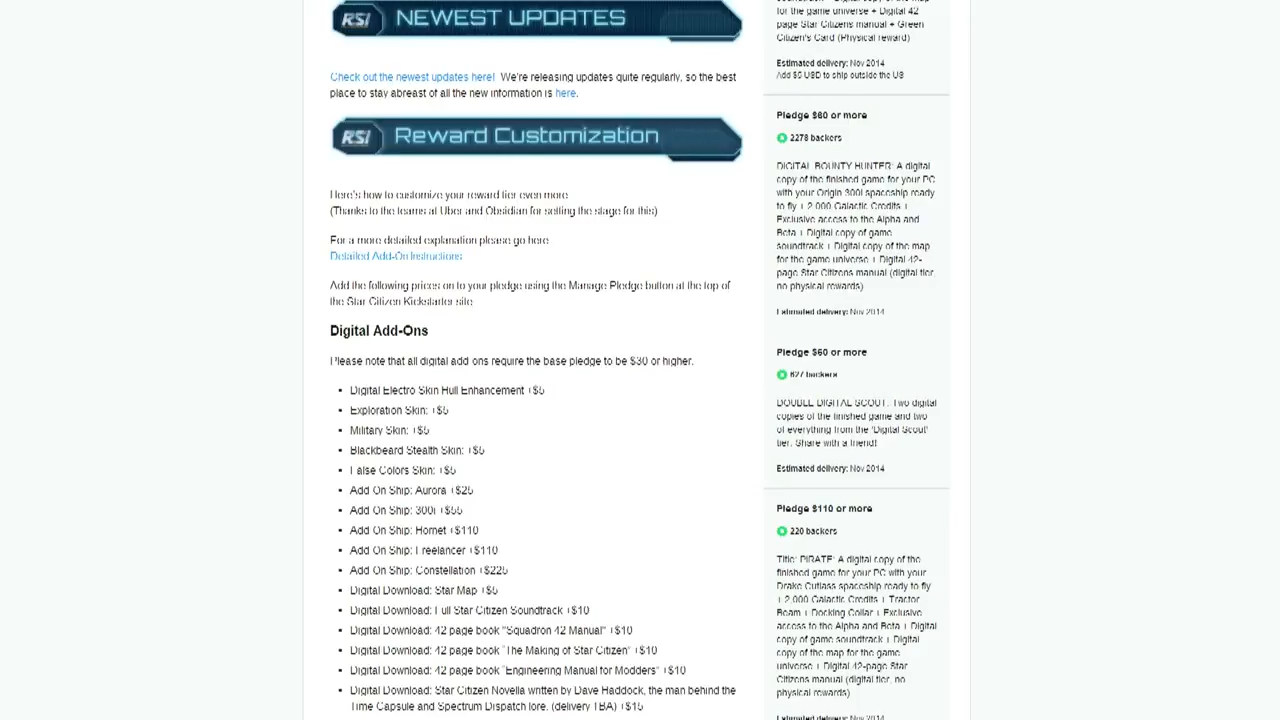 RSI NEWEST UPDATES
Check out the newest updates here! We're releasing updates quite regularly, so the best
place to stay abreast of all the new information is here.
RSI Reward Customization
Here's how to customize your reward tier even more
(Thanks to the teams at Uber and Obsidian for setting the stage for this)
For a more detailed explanation please go here
Detailed Add-On Instructions
Add the following prices on to your pledge using the Manage Pledge button at the top of
the Star Citizen Kickstarter site
Digital Add-Ons
Please note that all digital add ons require the base pledge to be $30 or higher.
▪ Digital Electro Skin Hull Enhancement +$5
▪ Exploration Skin: +$5
▪ Military Skin: +$5
▪ Blackbeard Stealth Skin: +$5
▪ False Colors Skin: +$5
▪ Add On Ship: Aurora +$25
▪ Add On Ship: 300i +$55
▪ Add On Ship: Hornet +$110
▪ Add On Ship: Freelancer +$110
▪ Add On Ship: Constellation +$225
▪ Digital Download: Star Map +$5
▪ Digital Download: Full Star Citizen Soundtrack +$10
▪ Digital Download: 42 page book "Squadron 42 Manual" +$10
▪ Digital Download: 42 page book "The Making of Star Citizen" +$10
▪ Digital Download: 42 page book "Engineering Manual for Modders" +$10
▪ Digital Download: Star Citizen Novella written by Dave Haddock, the man behind the
Time Capsule and Spectrum Dispatch lore. (delivery TBA) +$15
for the game universe + Digital 42
page Star Citizens manual + Green
Citizen's Card (Physical reward)
Estimated delivery: Nov 2014
Add $5 USD to ship outside the US
Pledge $60 or more
2278 backers
DIGITAL BOUNTY HUNTER: A digital
copy of the finished game for your PC
with your Origin 300i spaceship ready
to fly + 2,000 Galactic Credits +
Exclusive access to the Alpha and
Beta + Digital copy of game
soundtrack + Digital copy of the map
for the game universe + Digital 42-
page Star Citizens manual (digital tier,
no physical rewards)
Estimated delivery: Nov 2014
Pledge $60 or more
627 backers
DOUBLE DIGITAL SCOUT: Two digital
copies of the finished game and two
of everything from the 'Digital Scout'
tier. Share with a friend!
Estimated delivery: Nov 2014
Pledge $110 or more
220 backers
Title: PIRATE: A digital copy of the
finished game for your PC with your
Drake Cutlass spaceship ready to fly
+ 2,000 Galactic Credits + Tractor
Beam + Docking Collar + Exclusive
access to the Alpha and Beta + Digital
copy of game soundtrack + Digital
copy of the map for the game
universe + Digital 42-page Star
Citizens manual (digital tier, no
physical rewards)
Estimated delivery: Nov 2014